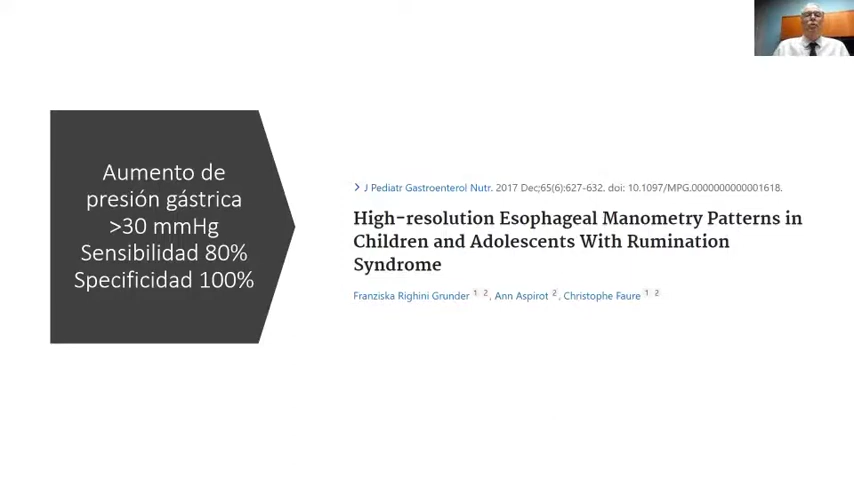 Aumento de
presión gástrica
>30 mmHg
Sensibilidad 80%
Especificidad 100%
> J Pediatr Gastroenterol Nutr. 2017 Dec;65(6):627-632. doi: 10.1097/MPG.0000000000001618.
High-resolution Esophageal Manometry Patterns in
Children and Adolescents With Rumination
Syndrome
Franziska Righini Grunder 1 2, Ann Aspirot 2, Christophe Faure 1 2